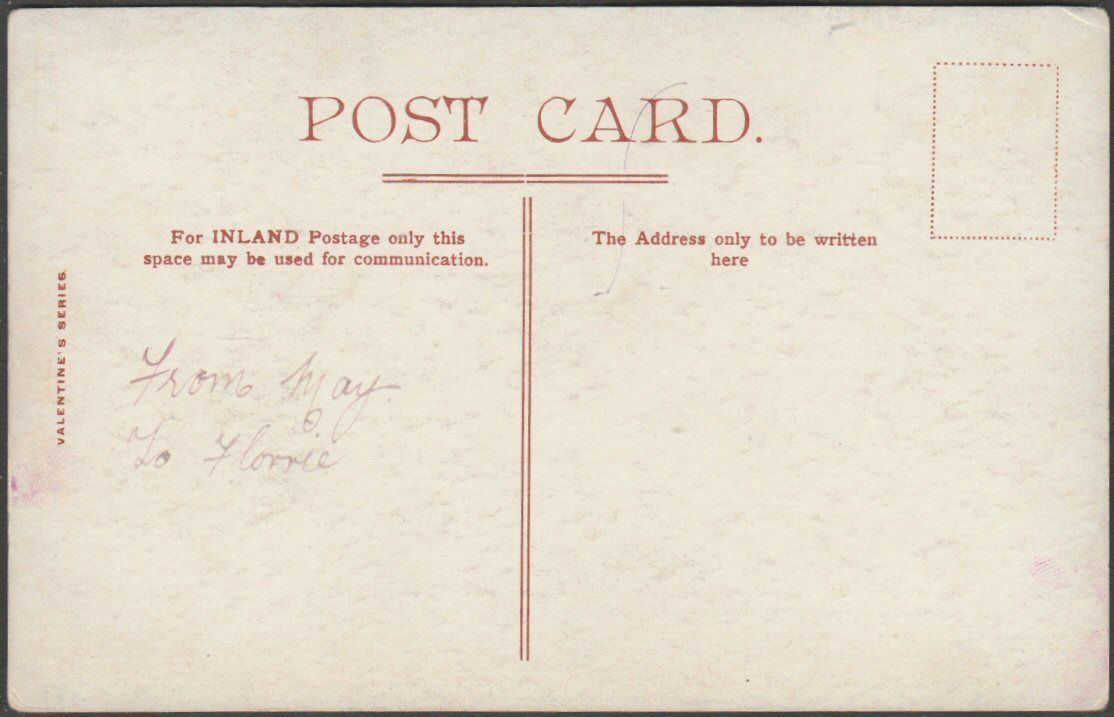 POST CARD.
For INLAND Postage only this
space may be used for communication.
The Address only to be written
here
VALENTINE'S SERIES.
From May.
To Florrie